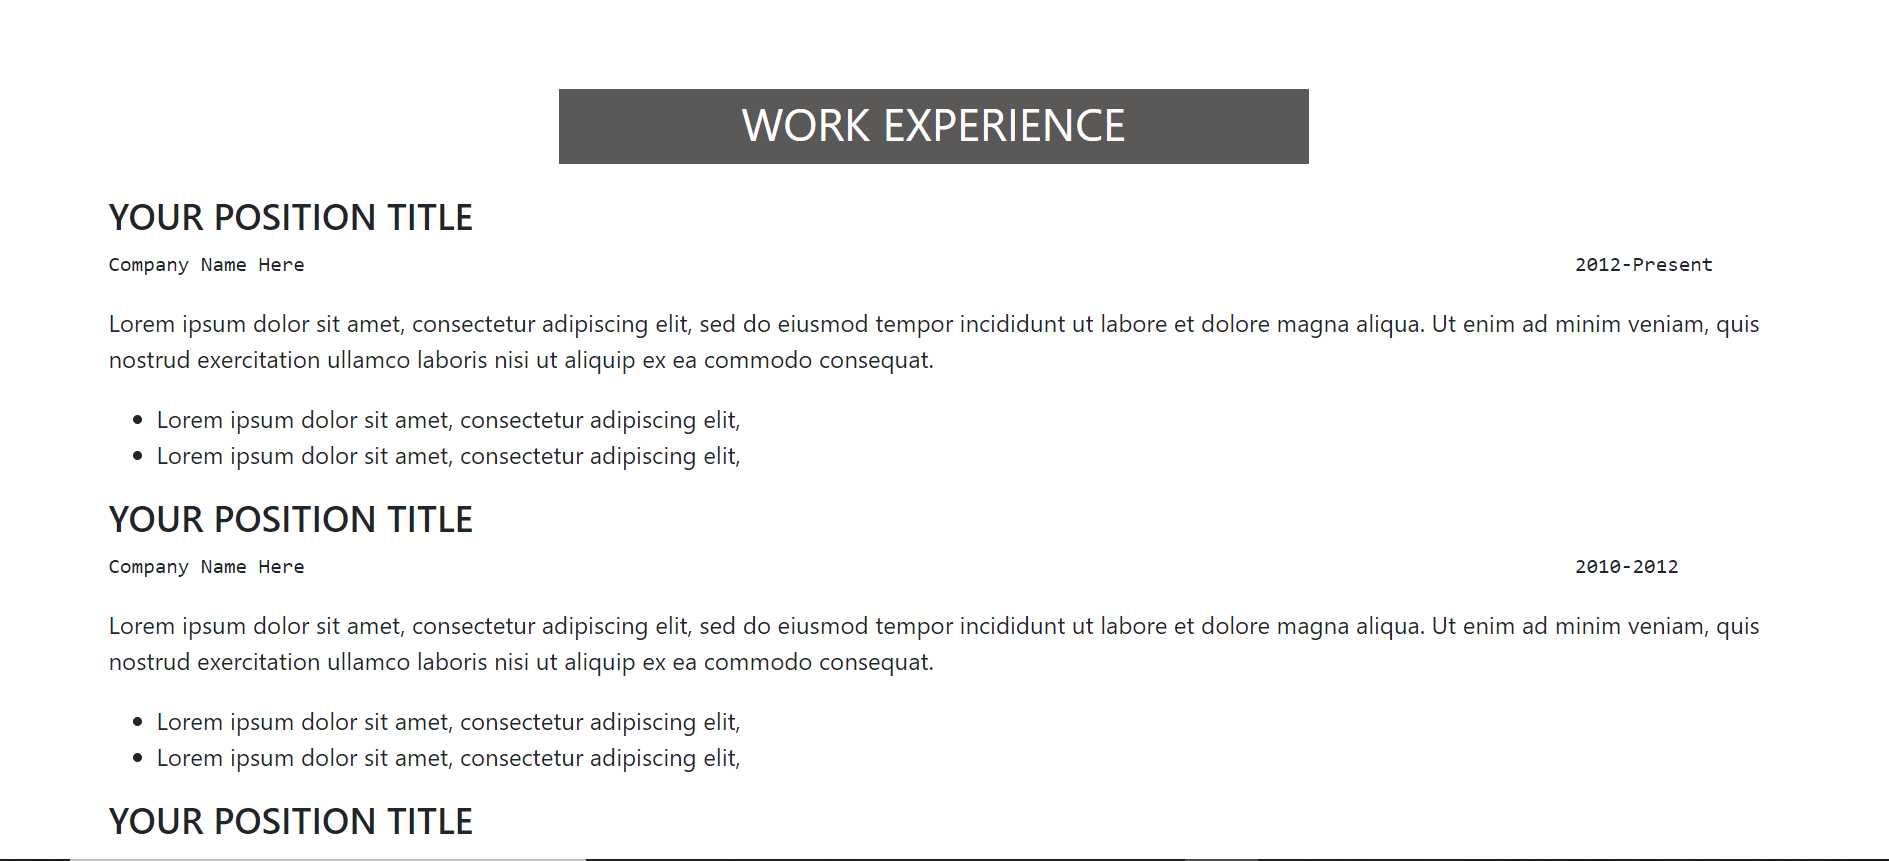 WORK EXPERIENCE
YOUR POSITION TITLE
Company Name Here 2012-Present
Lorem ipsum dolor sit amet, consectetur adipiscing elit, sed do eiusmod tempor incididunt ut labore et dolore magna aliqua. Ut enim ad minim veniam, quis
nostrud exercitation ullamco laboris nisi ut aliquip ex ea commodo consequat.
• Lorem ipsum dolor sit amet, consectetur adipiscing elit,
• Lorem ipsum dolor sit amet, consectetur adipiscing elit,
YOUR POSITION TITLE
Company Name Here 2010-2012
Lorem ipsum dolor sit amet, consectetur adipiscing elit, sed do eiusmod tempor incididunt ut labore et dolore magna aliqua. Ut enim ad minim veniam, quis
nostrud exercitation ullamco laboris nisi ut aliquip ex ea commodo consequat.
• Lorem ipsum dolor sit amet, consectetur adipiscing elit,
• Lorem ipsum dolor sit amet, consectetur adipiscing elit,
YOUR POSITION TITLE